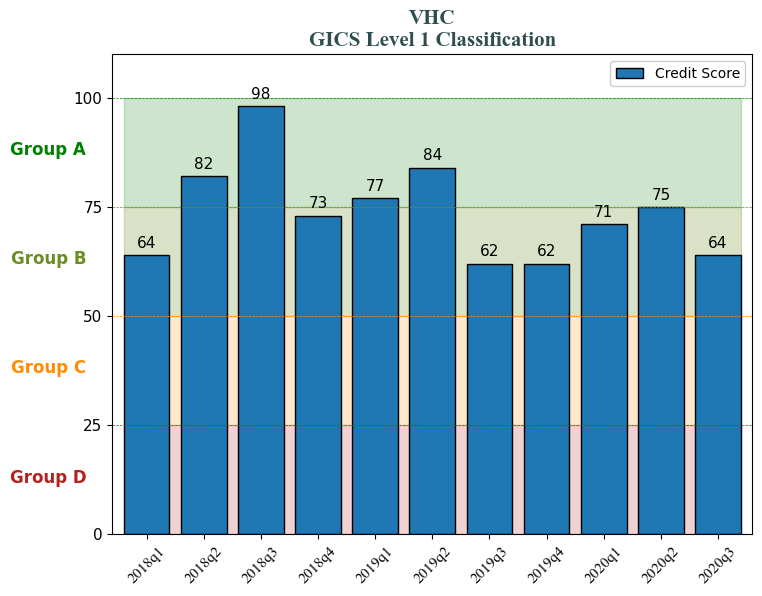 VHC
GICS Level 1 Classification
Credit Score
100
75
50
25
0
Group A
Group B
Group C
Group D
64
82
98
73
77
84
62
62
71
75
64
2018q1
2018q2
2018q3
2018q4
2019q1
2019q2
2019q3
2019q4
2020q1
2020q2
2020q3